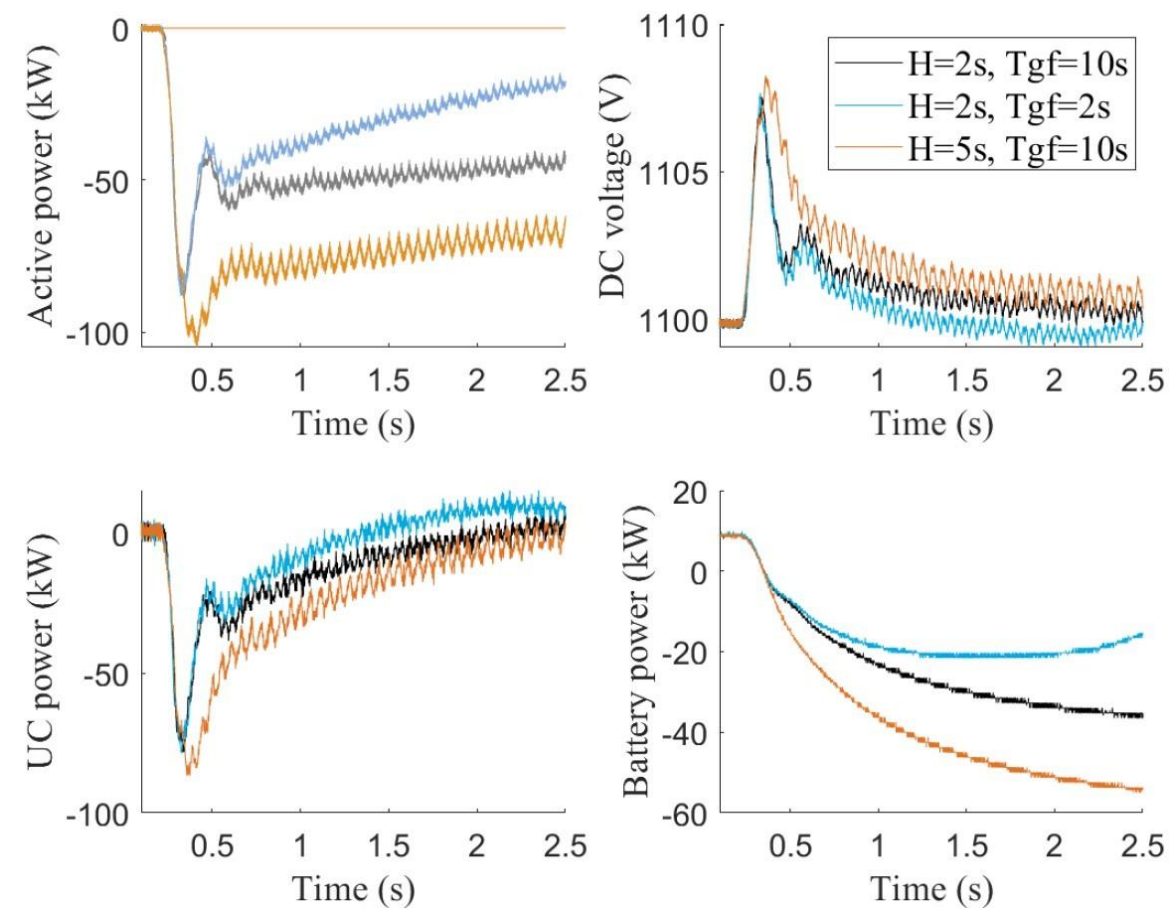 0
-50
-100
0.5 1 1.5 2 2.5
Time (s)
Active power (kW)
1110
1105
1100
0.5 1 1.5 2 2.5
Time (s)
DC voltage (V)
H=2s, Tgf=10s
H=2s, Tgf=2s
H=5s, Tgf=10s
0
-50
-100
0.5 1 1.5 2 2.5
Time (s)
UC power (kW)
20
0
-20
-40
-60
0.5 1 1.5 2 2.5
Time (s)
Battery power (kW)